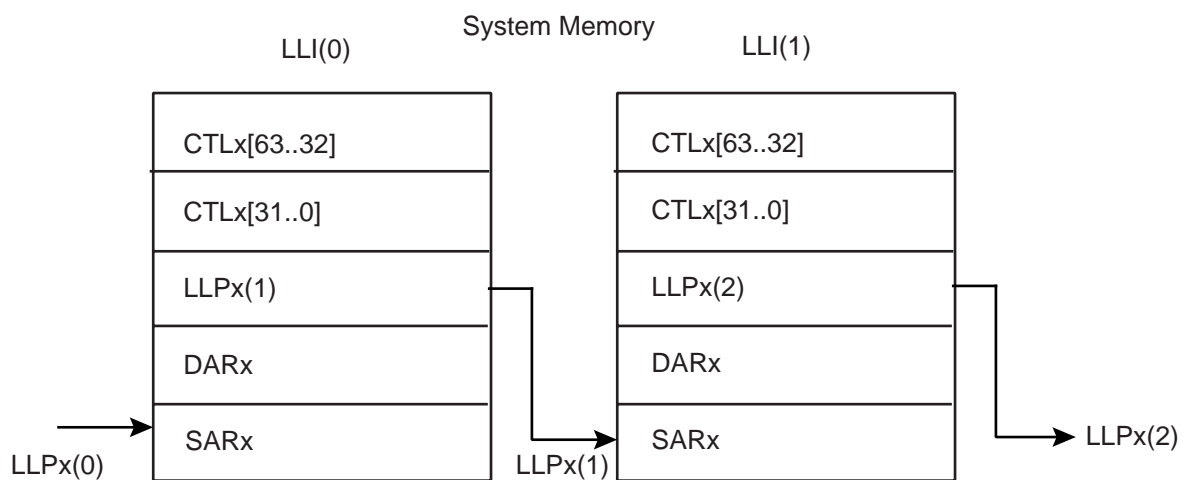 System Memory
LLI(0)
LLI(1)
CTLx[63..32]
CTLx[63..32]
CTLx[31..0]
CTLx[31..0]
LLPx(1)
LLPx(2)
DARx
DARx
SARx
SARx
LLPx(0)
LLPx(1)
LLPx(2)